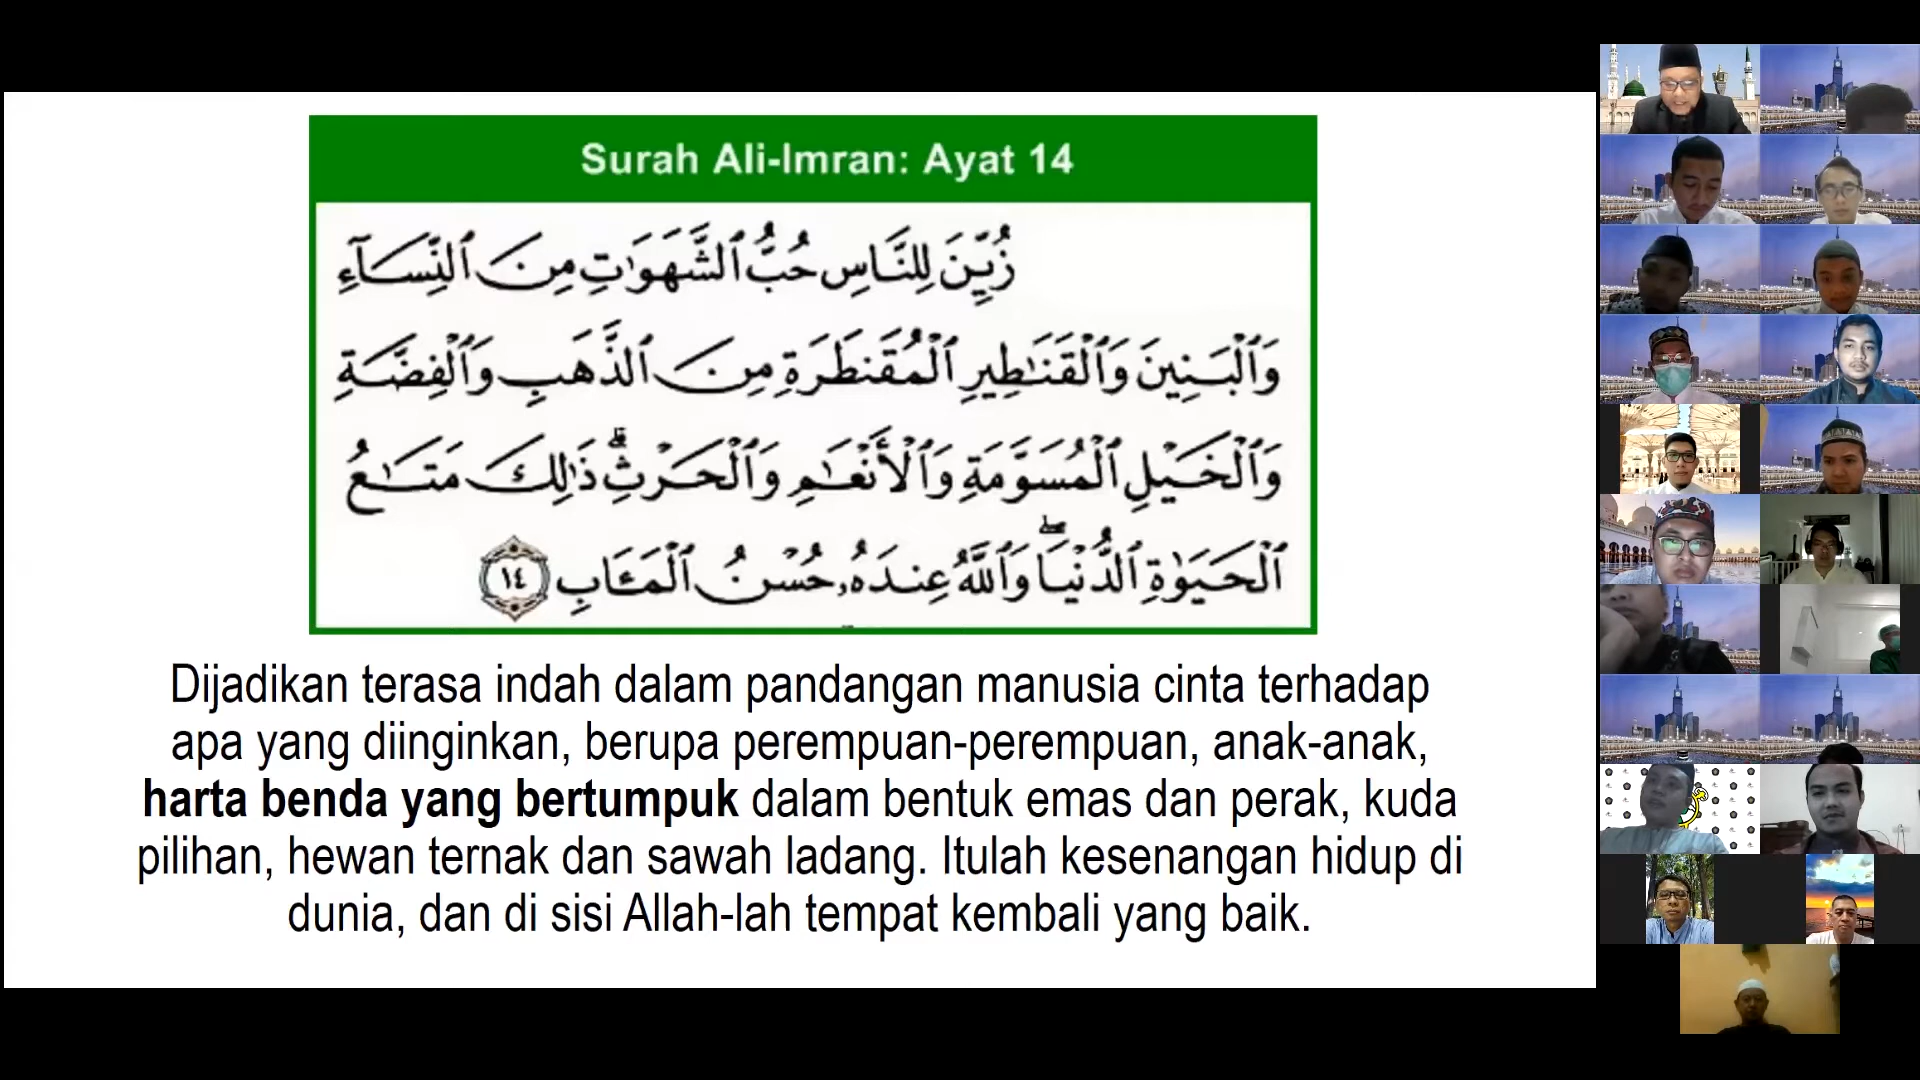 Surah Ali-Imran: Ayat 14
زُيِّنَ لِلنَّاسِ حُبُّ ٱلشَّهَوَٰتِ مِنَ ٱلنِّسَآءِ
وَٱلْبَنِينَ وَٱلْقَنَٰطِيرِ ٱلْمُقَنطَرَةِ مِنَ ٱلذَّهَبِ وَٱلْفِضَّةِ
وَٱلْخَيْلِ ٱلْمُسَوَّمَةِ وَٱلْأَنْعَٰمِ وَٱلْحَرْثِ ۗ ذَٰلِكَ مَتَٰعُ
ٱلْحَيَوٰةِ ٱلدُّنْيَا ۖ وَٱللَّهُ عِندَهُۥ حُسْنُ ٱلْمَـَٔابِ ١٤
Dijadikan terasa indah dalam pandangan manusia cinta terhadap
apa yang diinginkan, berupa perempuan-perempuan, anak-anak,
harta benda yang bertumpuk dalam bentuk emas dan perak, kuda
pilihan, hewan ternak dan sawah ladang. Itulah kesenangan hidup di
dunia, dan di sisi Allah-lah tempat kembali yang baik.